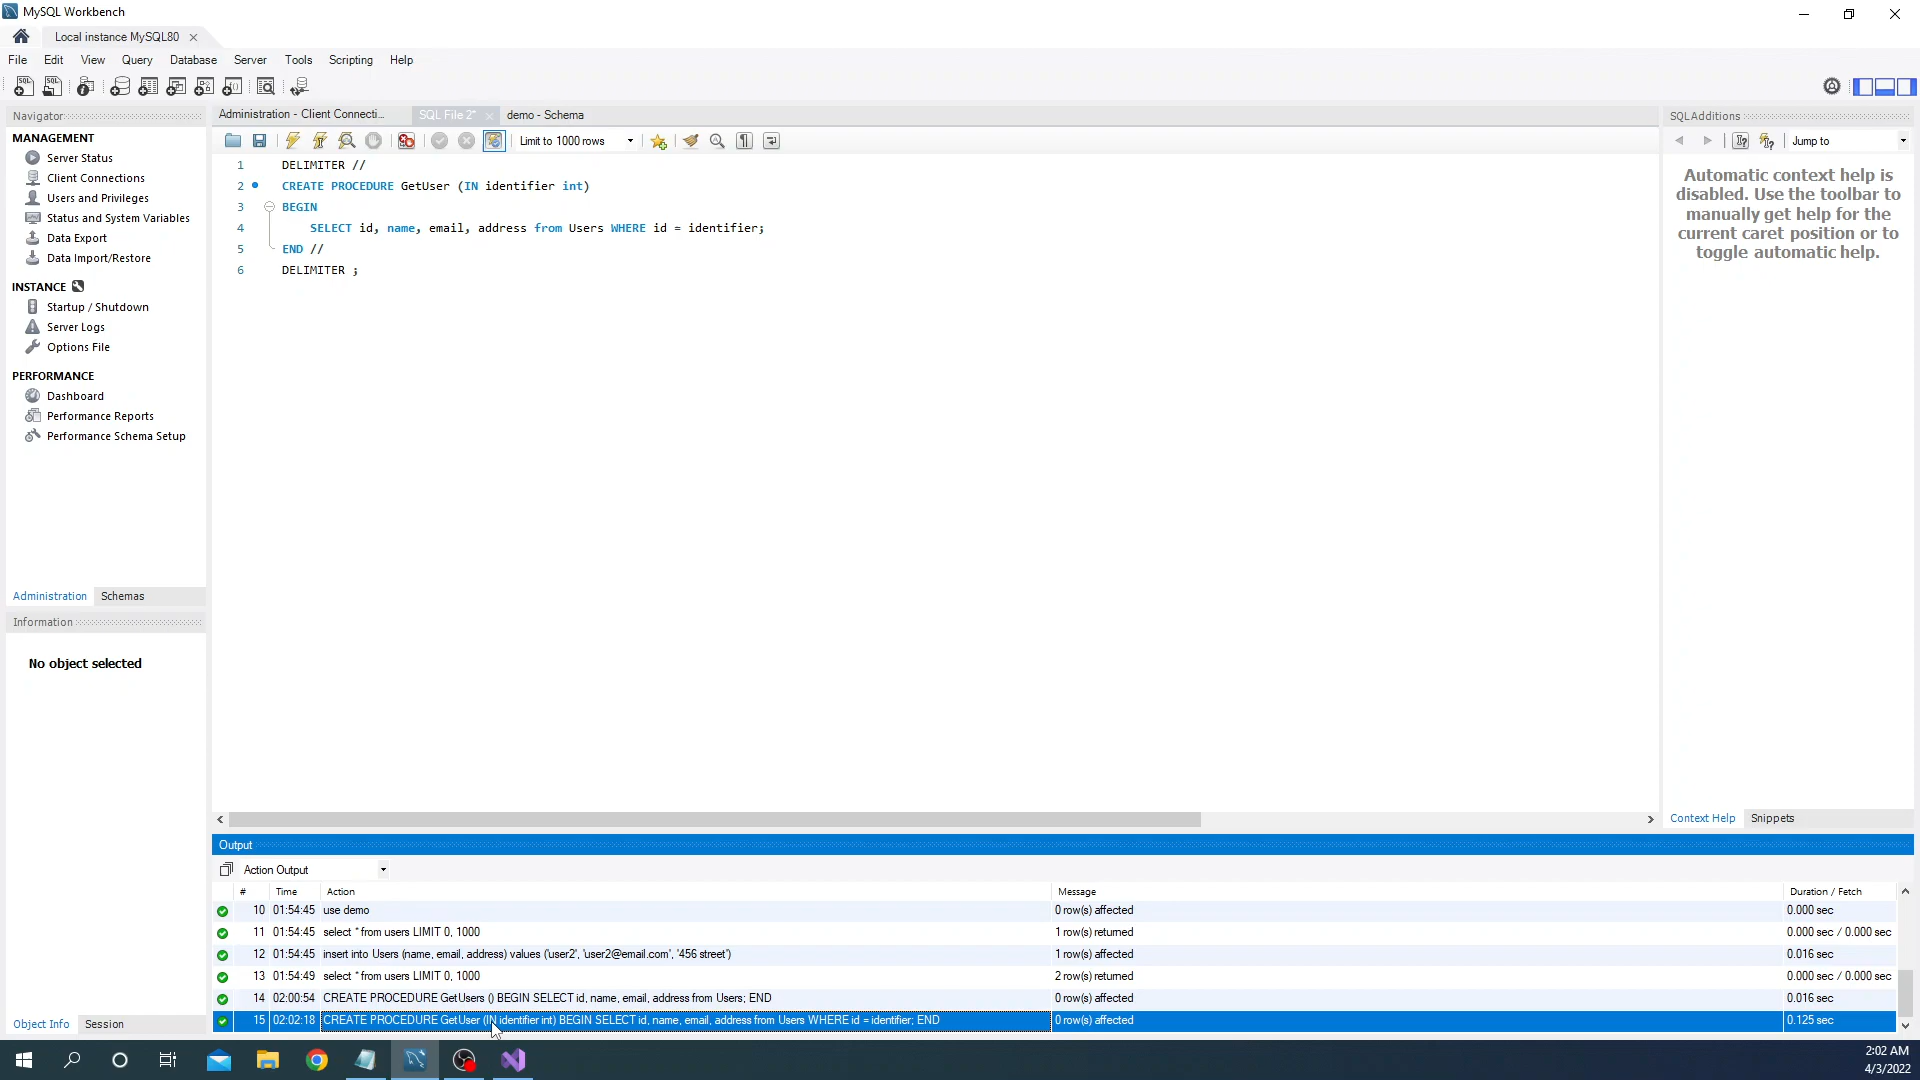 MySQL Workbench
Local instance MySQL80
File Edit View Query Database Server Tools Scripting Help
Navigator
MANAGEMENT
Server Status
Client Connections
Users and Privileges
Status and System Variables
Data Export
Data Import/Restore
INSTANCE
Startup / Shutdown
Server Logs
Options File
PERFORMANCE
Dashboard
Performance Reports
Performance Schema Setup
Administration Schemas
Information
No object selected
Object Info Session
Administration - Client Connecti... SQL File 2* demo - Schema
Limit to 1000 rows
1 DELIMITER //
2 CREATE PROCEDURE GetUser (IN identifier int)
3 BEGIN
4 SELECT id, name, email, address from Users WHERE id = identifier;
5 END //
6 DELIMITER ;
SQLAdditions
Jump to
Automatic context help is
disabled. Use the toolbar to
manually get help for the
current caret position or to
toggle automatic help.
Context Help Snippets
Output
Action Output
# Time Action Message Duration / Fetch
10 01:54:45 use demo 0 row(s) affected 0.000 sec
11 01:54:45 select * from users LIMIT 0, 1000 1 row(s) returned 0.000 sec / 0.000 sec
12 01:54:45 insert into Users (name, email, address) values ('user2', 'user2@email.com', '456 street') 1 row(s) affected 0.016 sec
13 01:54:49 select * from users LIMIT 0, 1000 2 row(s) returned 0.000 sec / 0.000 sec
14 02:00:54 CREATE PROCEDURE GetUsers () BEGIN SELECT id, name, email, address from Users; END 0 row(s) affected 0.016 sec
15 02:02:18 CREATE PROCEDURE GetUser (IN identifier int) BEGIN SELECT id, name, email, address from Users WHERE id = identifier; END 0 row(s) affected 0.125 sec
2:02 AM
4/3/2022